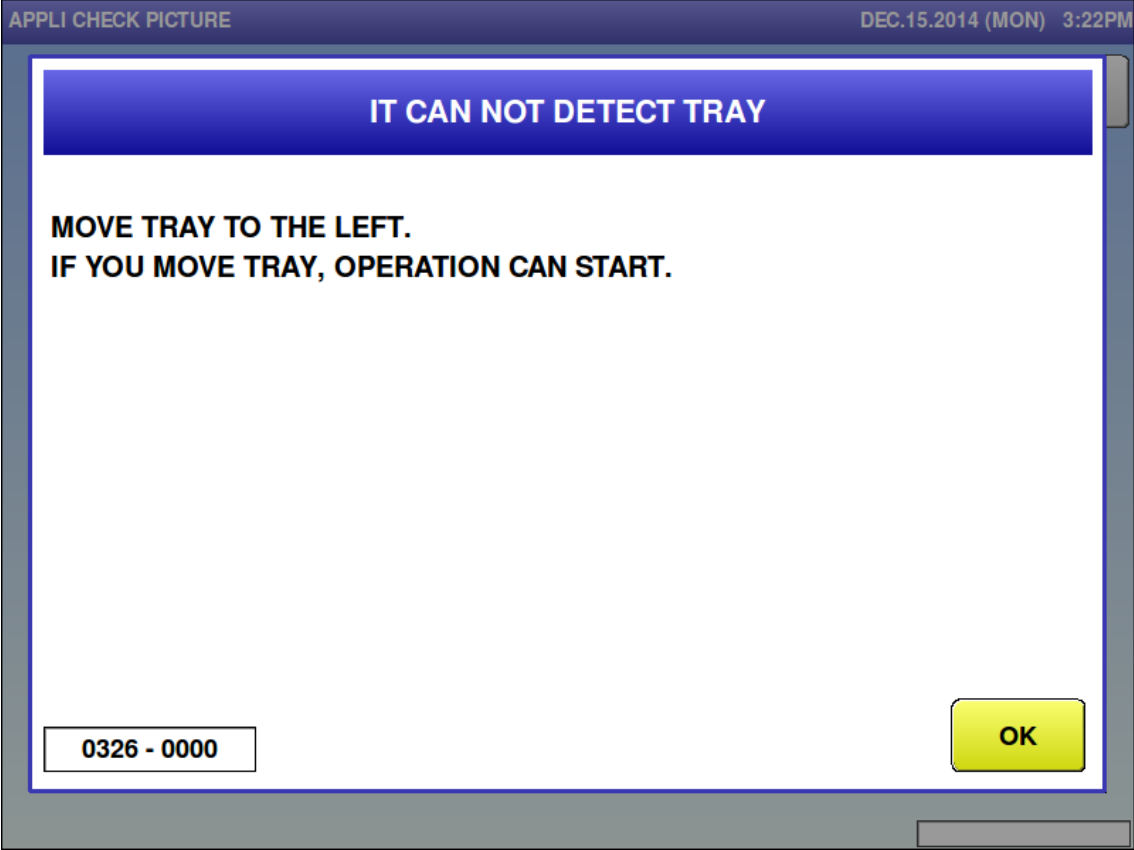 APPLI CHECK PICTURE
DEC.15.2014 (MON) 3:22PM
IT CAN NOT DETECT TRAY
MOVE TRAY TO THE LEFT.
IF YOU MOVE TRAY, OPERATION CAN START.
0326 - 0000
OK